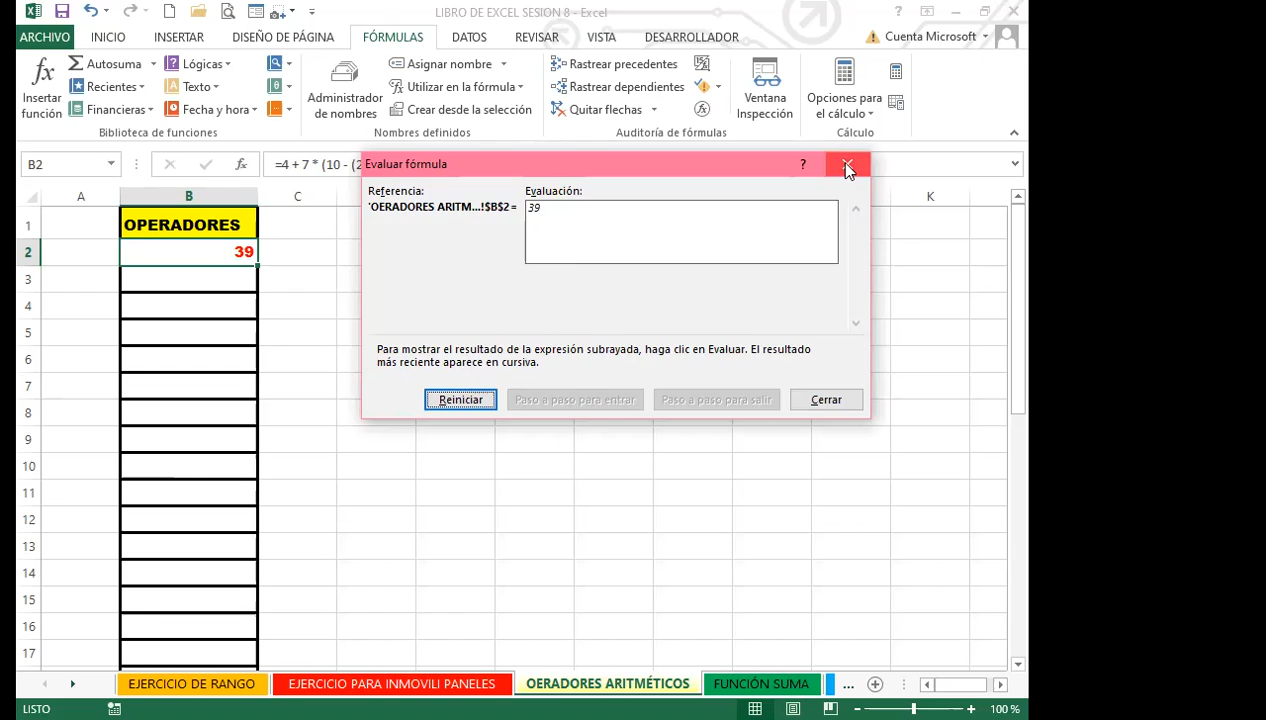 LIBRO DE EXCEL SESION 8 - Excel
ARCHIVO INICIO INSERTAR DISEÑO DE PÁGINA FÓRMULAS DATOS REVISAR VISTA DESARROLLADOR Cuenta Microsoft
Insertar función
Autosuma
Recientes
Financieras
Lógicas
Texto
Fecha y hora
Biblioteca de funciones
Administrador de nombres
Asignar nombre
Utilizar en la fórmula
Crear desde la selección
Nombres definidos
Rastrear precedentes
Rastrear dependientes
Quitar flechas
Auditoría de fórmulas
Ventana Inspección
Opciones para el cálculo
Cálculo
B2 fx =4 + 7 * (10 - (2
A B C K
1 OPERADORES
2 39
3
4
5
6
7
8
9
10
11
12
13
14
15
16
17
Evaluar fórmula ?
Referencia: Evaluación:
'OERADORES ARITM...!$B$2 = 39
Para mostrar el resultado de la expresión subrayada, haga clic en Evaluar. El resultado
más reciente aparece en cursiva.
Reiniciar Paso a paso para entrar Paso a paso para salir Cerrar
EJERCICIO DE RANGO EJERCICIO PARA INMOVILI PANELES OERADORES ARITMÉTICOS FUNCIÓN SUMA ...
LISTO 100 %